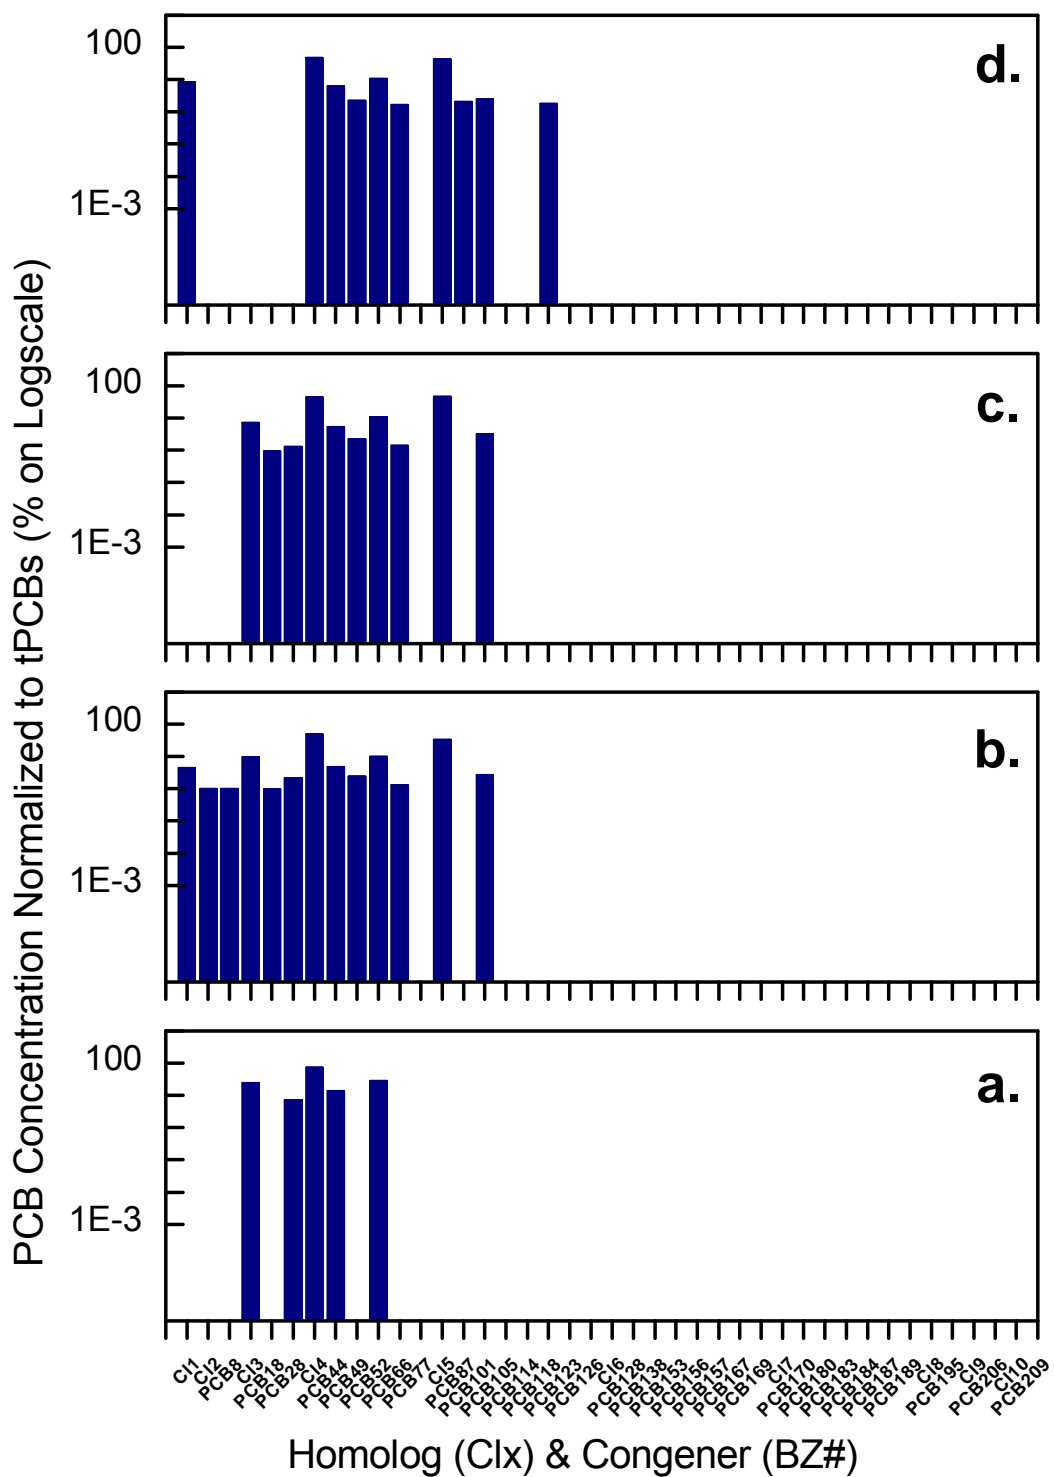 PCB Concentration Normalized to tPCBs (% on Logscale)
100
1E-3
d.
100
1E-3
c.
100
1E-3
b.
100
1E-3
a.
Cl1
Cl2
PCB8
Cl3
PCB18
PCB28
Cl4
PCB44
PCB49
PCB52
PCB66
PCB77
Cl5
PCB87
PCB101
PCB105
PCB114
PCB118
PCB123
PCB126
Cl6
PCB128
PCB138
PCB153
PCB156
PCB157
PCB167
PCB169
Cl7
PCB170
PCB180
PCB183
PCB184
PCB187
PCB189
Cl8
PCB195
Cl9
PCB206
Cl10
PCB209
Homolog (Clx) & Congener (BZ#)